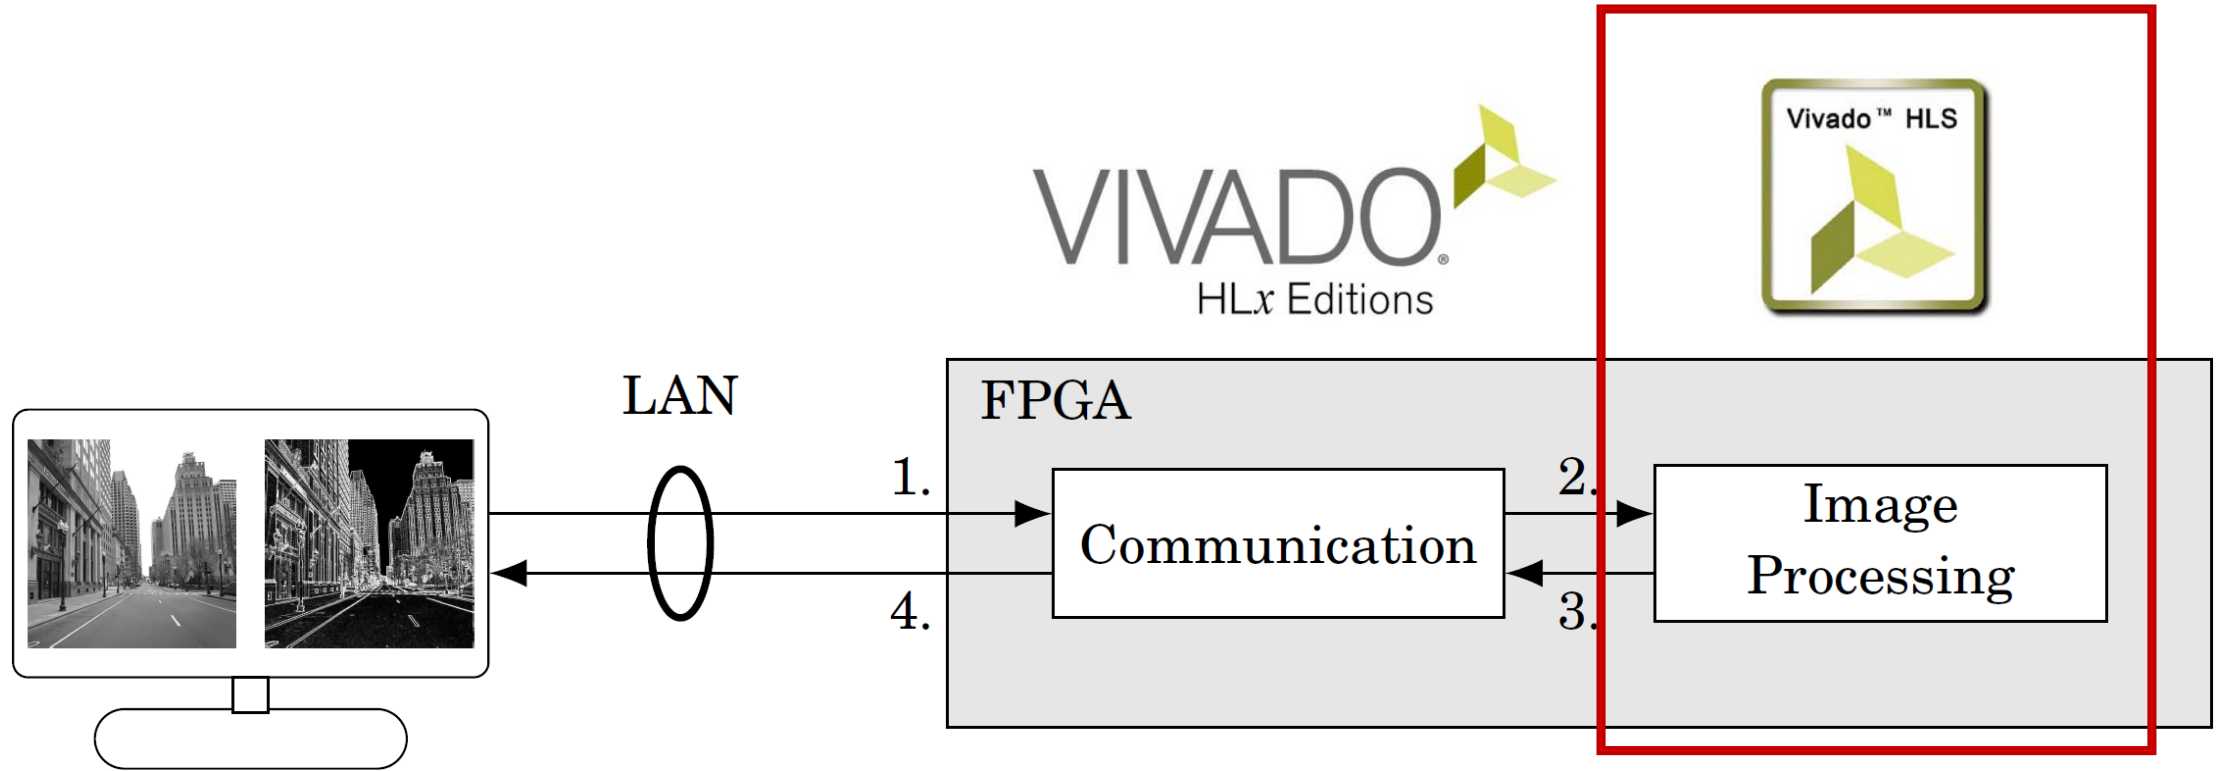 Vivado™ HLS
VIVADO®
HLx Editions
LAN
FPGA
1.
2.
Communication
Image
Processing
4.
3.